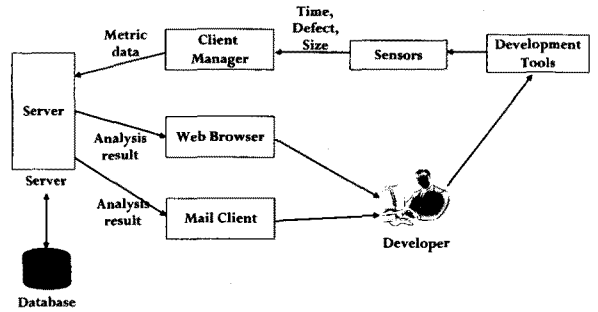 Time,
Defect,
Size
Metric
data
Client
Manager
Sensors
Development
Tools
Server
Analysis
result
Web Browser
Server
Analysis
result
Mail Client
Developer
Database